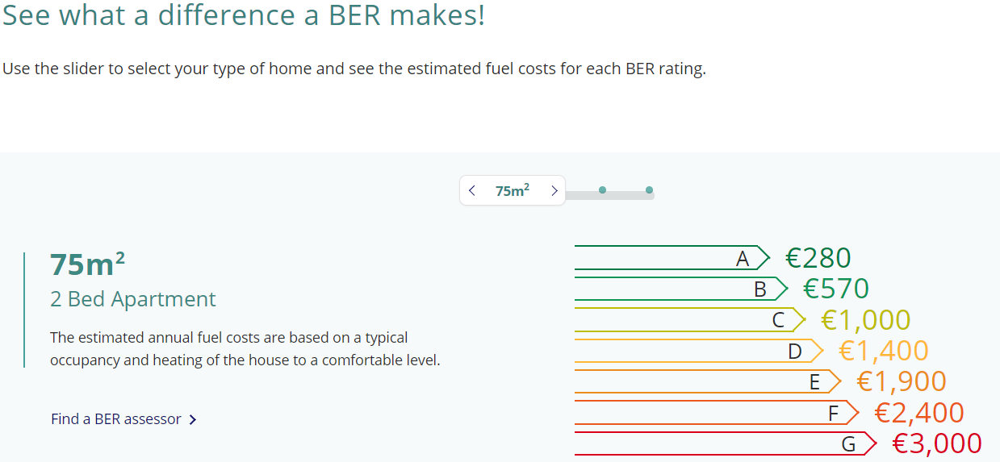 See what a difference a BER makes!
Use the slider to select your type of home and see the estimated fuel costs for each BER rating.
75m²
75m²
2 Bed Apartment
The estimated annual fuel costs are based on a typical
occupancy and heating of the house to a comfortable level.
Find a BER assessor
A €280
B €570
C €1,000
D €1,400
E €1,900
F €2,400
G €3,000